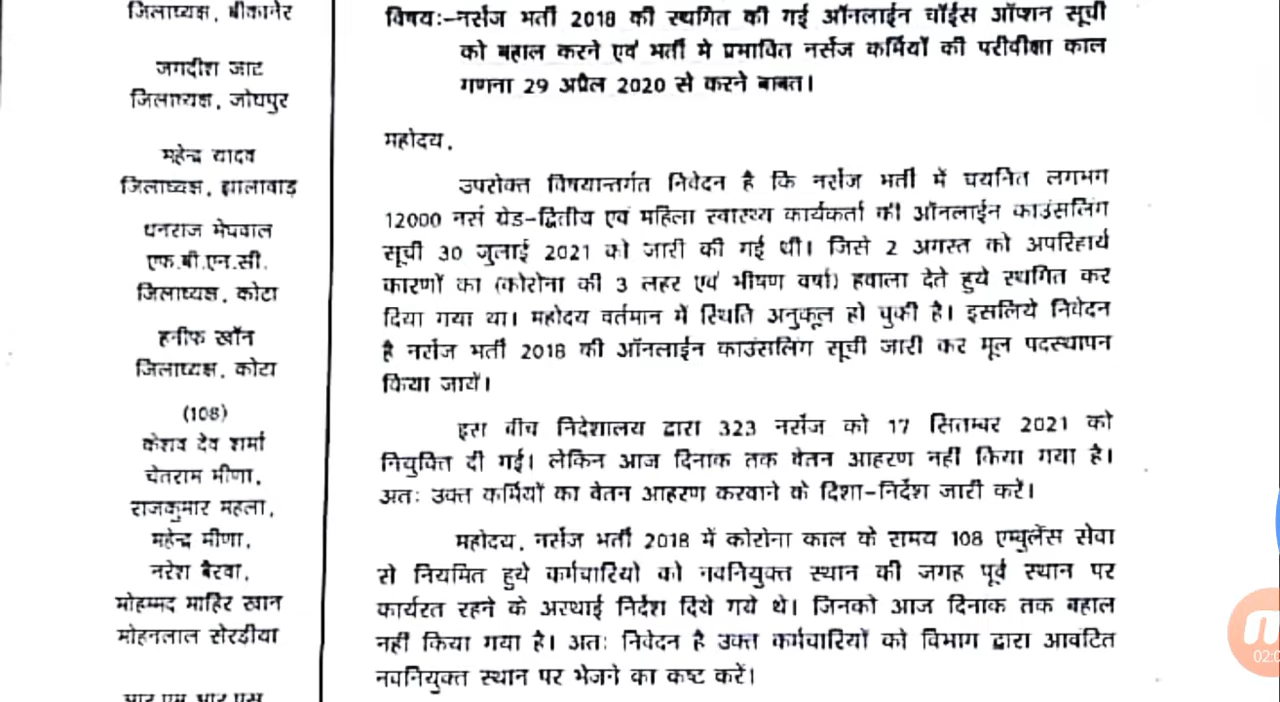 जिलाध्यक्ष, बीकानेर
जगदीश जाट
जिलाध्यक्ष, जोधपुर
महेन्द्र यादव
जिलाध्यक्ष, झालावाड़
धनराज मेघवाल
एफ.बी.एन.सी.
जिलाध्यक्ष, कोटा
हनीफ खॉन
जिलाध्यक्ष, कोटा
(108)
केशव देव शर्मा
चेतराम मीणा,
राजकुमार महला,
महेन्द्र मीणा,
नरेश बैरवा,
मोहम्मद माहिर खान
मोहनलाल सेरडीया
आर.एम.आर.एस.
विषयः–नर्सेज भर्ती 2018 की स्थगित की गई ऑनलाईन चॉईस ऑप्शन सूची
को बहाल करने एवं भर्ती मे प्रभावित नर्सेज कर्मियों की परीवीक्षा काल
गणना 29 अप्रैल 2020 से करने बाबत।
महोदय,
उपरोक्त विषयान्तर्गत निवेदन है कि नर्सेज भर्ती में चयनित लगभग
12000 नर्स ग्रेड–द्वितीय एवं महिला स्वास्थ्य कार्यकर्ता की ऑनलाईन काउंसलिंग
सूची 30 जुलाई 2021 को जारी की गई थी। जिसे 2 अगस्त को अपरिहार्य
कारणों का (कोरोना की 3 लहर एवं भीषण वर्षा) हवाला देते हुये स्थगित कर
दिया गया था। महोदय वर्तमान में स्थिति अनुकूल हो चुकी है। इसलिये निवेदन
है नर्सेज भर्ती 2018 की ऑनलाईन काउंसलिंग सूची जारी कर मूल पदस्थापन
किया जायें।
इस बीच निदेशालय द्वारा 323 नर्सेज को 17 सितम्बर 2021 को
नियुक्ति दी गई। लेकिन आज दिनाक तक वेतन आहरण नहीं किया गया है।
अतः उक्त कर्मियों का वेतन आहरण करवाने के दिशा–निर्देश जारी करें।
महोदय, नर्सेज भर्ती 2018 में कोरोना काल के समय 108 एम्बुलेंस सेवा
से नियमित हुये कर्मचारियो को नवनियुक्त स्थान की जगह पूर्व स्थान पर
कार्यरत रहने के अस्थाई निर्देश दिये गये थे। जिनको आज दिनाक तक बहाल
नहीं किया गया है। अतः निवेदन है उक्त कर्मचारियों को विभाग द्वारा आवंटित
नवनियुक्त स्थान पर भेजने का कष्ट करें।